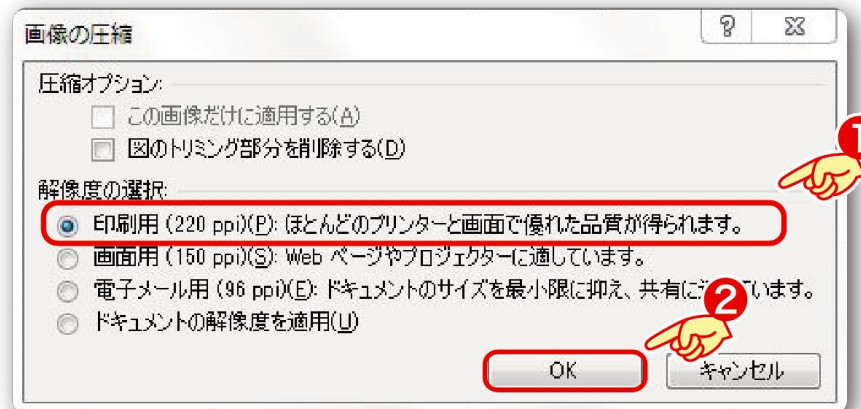 画像の圧縮
圧縮オプション:
この画像だけに適用する(A)
図のトリミング部分を削除する(D)
1
解像度の選択:
印刷用 (220 ppi)(P): ほとんどのプリンターと画面で優れた品質が得られます。
画面用 (150 ppi)(S): Web ページやプロジェクターに適しています。
電子メール用 (96 ppi)(E): ドキュメントのサイズを最小限に抑え、共有に います。
2
ドキュメントの解像度を適用(U)
OK
キャンセル